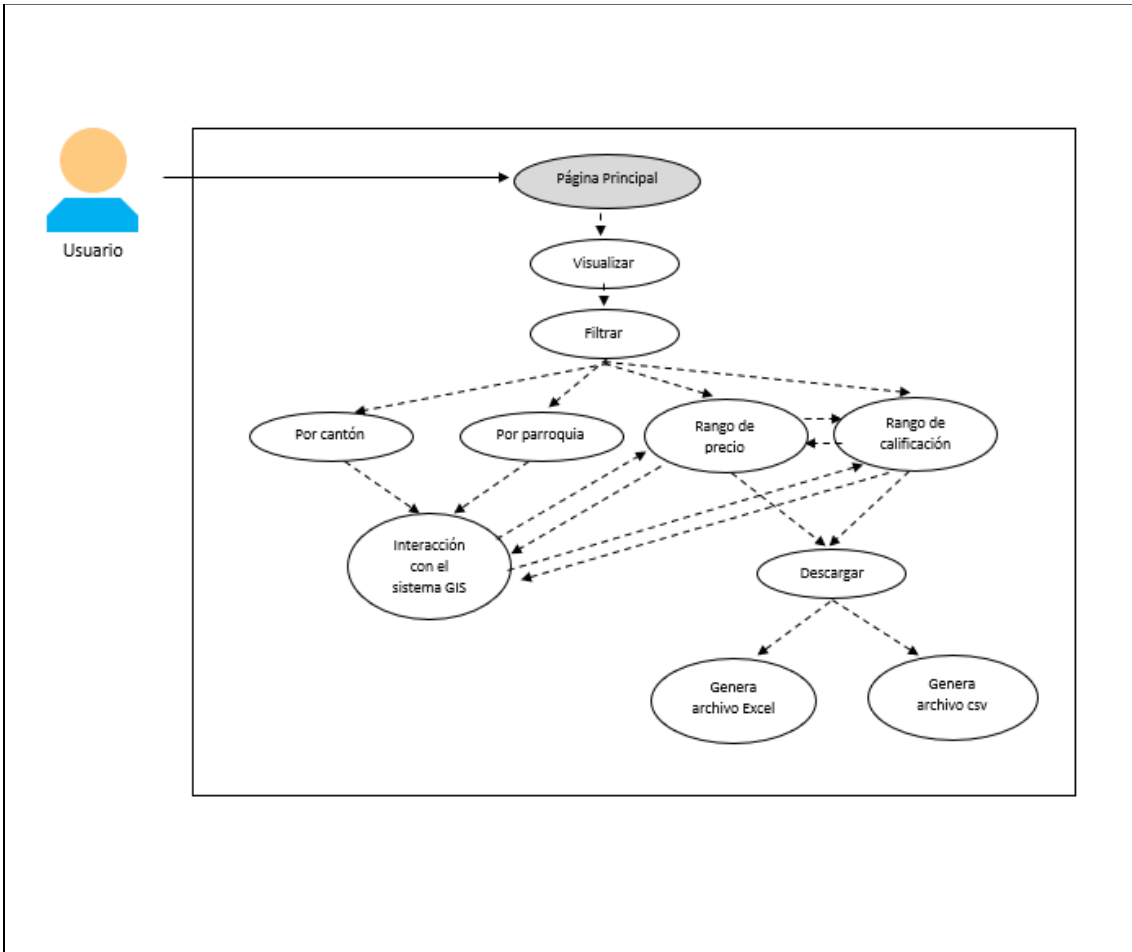 Usuario
Página Principal
Visualizar
Filtrar
Por cantón
Por parroquia
Rango de
precio
Rango de
calificación
Interacción
con el
sistema GIS
Descargar
Genera
archivo Excel
Genera
archivo csv